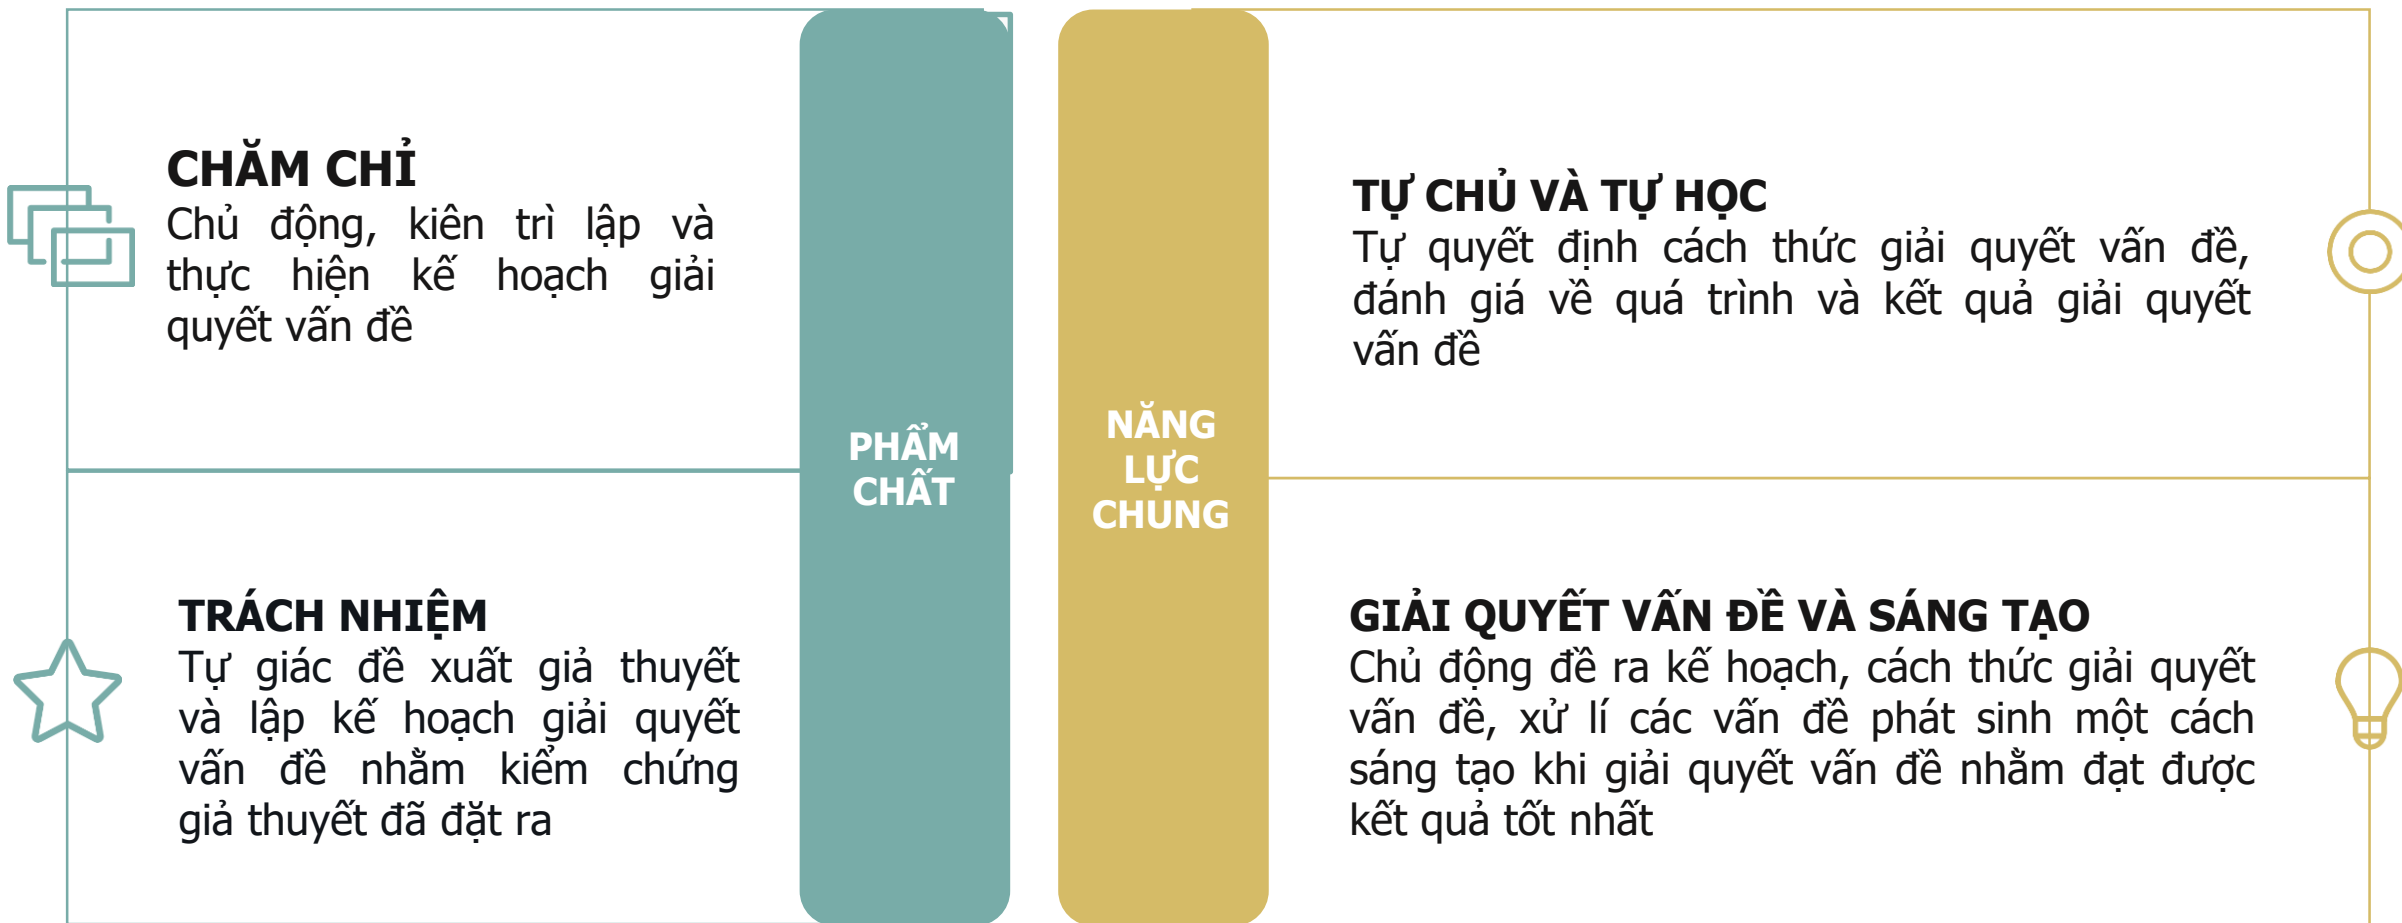 CHĂM CHỈ
Chủ động, kiên trì lập và
thực hiện kế hoạch giải
quyết vấn đề
TRÁCH NHIỆM
Tự giác đề xuất giả thuyết
và lập kế hoạch giải quyết
vấn đề nhằm kiểm chứng
giả thuyết đã đặt ra
PHẨM
CHẤT
NĂNG
LỰC
CHUNG
TỰ CHỦ VÀ TỰ HỌC
Tự quyết định cách thức giải quyết vấn đề,
đánh giá về quá trình và kết quả giải quyết
vấn đề
GIẢI QUYẾT VẤN ĐỀ VÀ SÁNG TẠO
Chủ động đề ra kế hoạch, cách thức giải quyết
vấn đề, xử lí các vấn đề phát sinh một cách
sáng tạo khi giải quyết vấn đề nhằm đạt được
kết quả tốt nhất